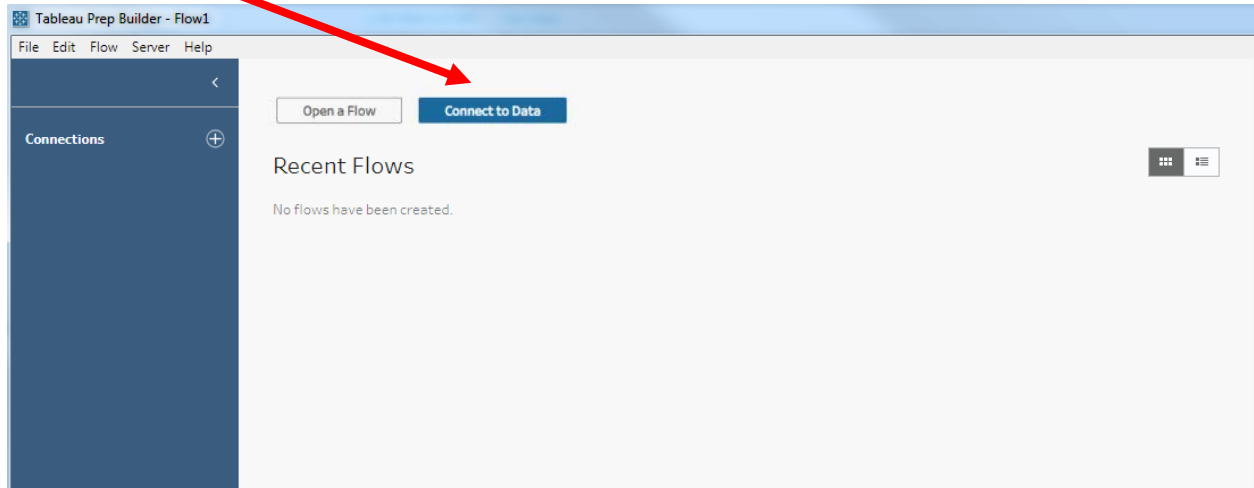 Tableau Prep Builder - Flow1
File Edit Flow Server Help
Open a Flow Connect to Data
Connections
Recent Flows
No flows have been created.